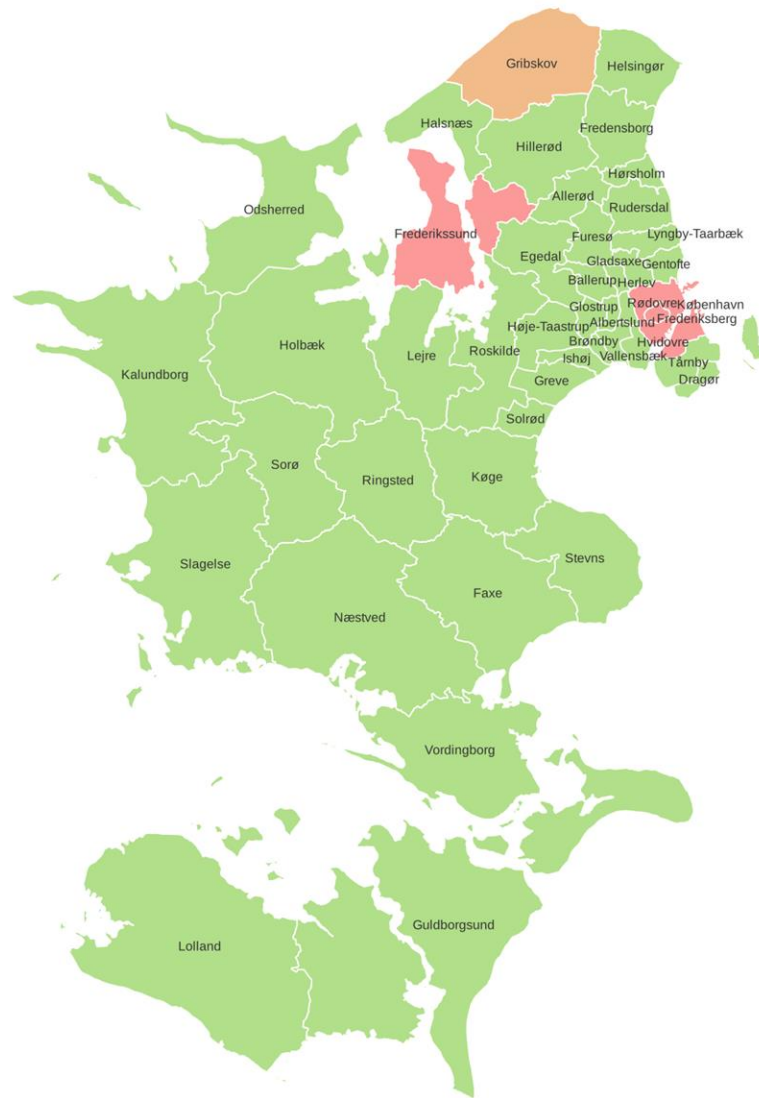 Gribskov
Helsingør
Halsnæs
Fredensborg
Hillerød
Hørsholm
Allerød
Odsherred
Rudersdal
Frederikssund
Furesø
Lyngby-Taarbæk
Egedal
Gladsaxe
Gentofte
Ballerup
Herlev
Rødovre
København
Glostrup
Frederiksberg
Albertslund
Høje-Taastrup
Holbæk
Brøndby
Hvidovre
Roskilde
Lejre
Ishøj
Vallensbæk
Tårnby
Kalundborg
Greve
Dragør
Solrød
Sorø
Ringsted
Køge
Stevns
Slagelse
Faxe
Næstved
Vordingborg
Guldborgsund
Lolland